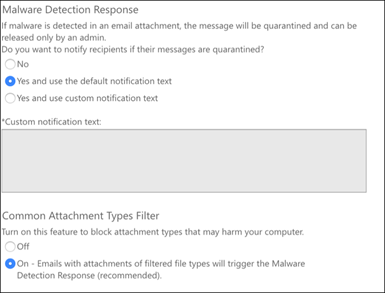 Malware Detection Response
If malware is detected in an email attachment, the message will be quarantined and can be
released only by an admin.
Do you want to notify recipients if their messages are quarantined?
No
Yes and use the default notification text
Yes and use custom notification text
*Custom notification text:
Common Attachment Types Filter
Turn on this feature to block attachment types that may harm your computer.
Off
On - Emails with attachments of filtered file types will trigger the Malware
Detection Response (recommended).